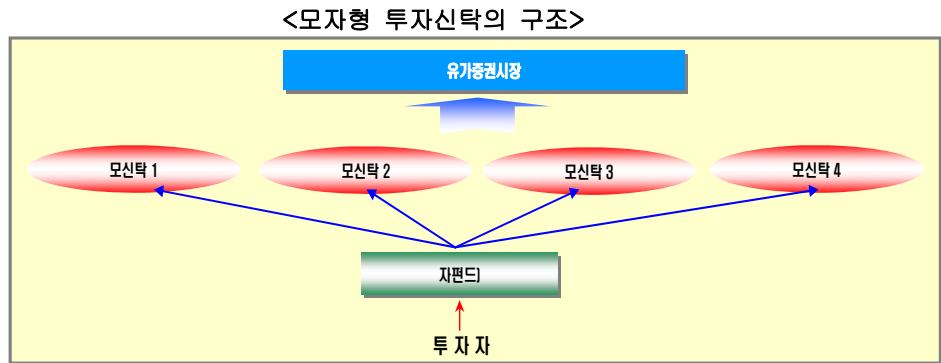 <모자형 투자신탁의 구조>
유가증권시장
모신탁 1
모신탁 2
모신탁 3
모신탁 4
자펀드)
투 자 자